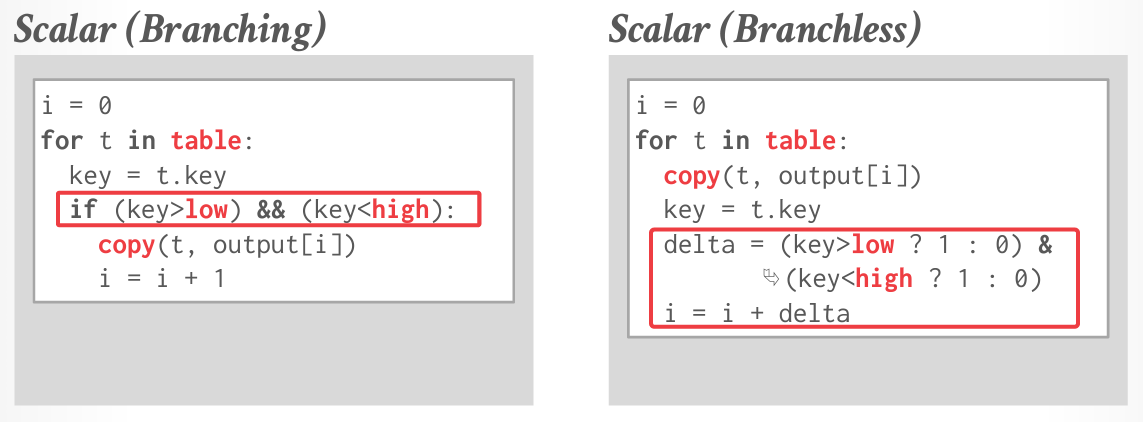 Scalar (Branching)
i = 0
for t in table:
  key = t.key
  if (key>low) && (key<high):
    copy(t, output[i])
    i = i + 1
Scalar (Branchless)
i = 0
for t in table:
  copy(t, output[i])
  key = t.key
  delta = (key>low ? 1 : 0) &
         ↪(key<high ? 1 : 0)
  i = i + delta